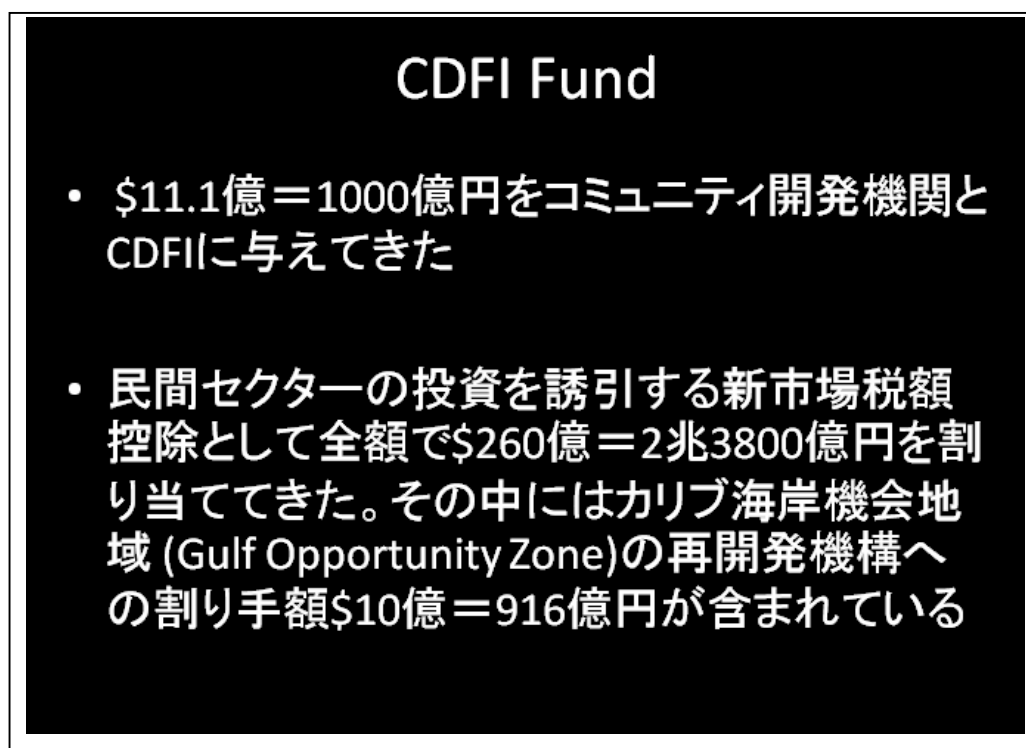 CDFI Fund
• $11.1億＝1000億円をコミュニティ開発機関と
CDFIに与えてきた
• 民間セクターの投資を誘引する新市場税額
控除として全額で$260億＝2兆3800億円を割
り当ててきた。その中にはカリブ海岸機会地
域 (Gulf Opportunity Zone)の再開発機構へ
の割り手額$10億＝916億円が含まれている